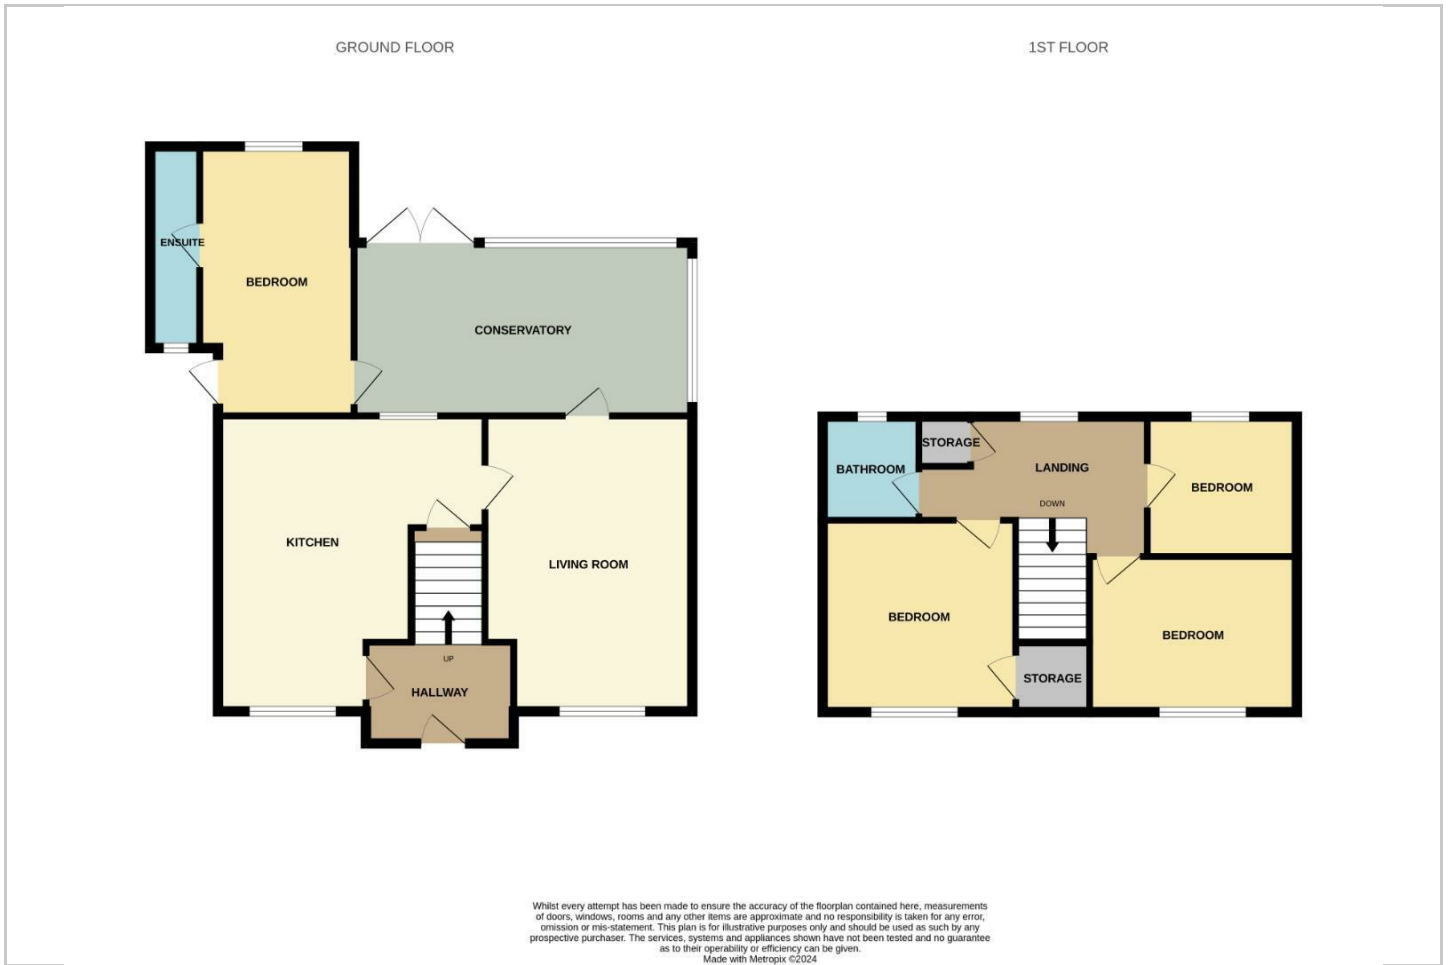 GROUND FLOOR
1ST FLOOR
ENSUITE
BEDROOM
CONSERVATORY
KITCHEN
LIVING ROOM
UP
HALLWAY
STORAGE
BATHROOM
LANDING
BEDROOM
DOWN
BEDROOM
BEDROOM
STORAGE
Whilst every attempt has been made to ensure the accuracy of the floorplan contained here, measurements
of doors, windows, rooms and any other items are approximate and no responsibility is taken for any error,
omission or mis-statement. This plan is for illustrative purposes only and should be used as such by any
prospective purchaser. The services, systems and appliances shown have not been tested and no guarantee
as to their operability or efficiency can be given.
Made with Metropix ©2024